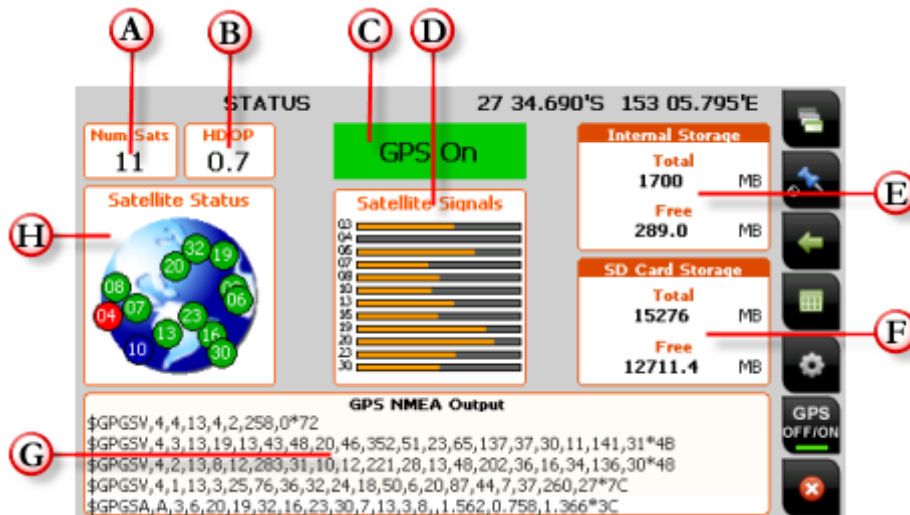 A
B
C
D
STATUS
27 34.690'S 153 05.795'E
Num Sats
11
HDOP
0.7
GPS On
Internal Storage
Total
1700 MB
Free
289.0 MB
E
Satellite Status
H
32
19
20
08
07
04
06
23
13
16
10
30
Satellite Signals
03
04
06
07
08
10
13
16
19
20
23
30
SD Card Storage
Total
15276 MB
Free
12711.4 MB
F
GPS
OFF/ON
GPS NMEA Output
$GPGSV,4,4,13,4,2,258,0*72
$GPGSV,4,3,13,19,13,43,48,20,46,352,51,23,65,137,37,30,11,141,31*4B
G
$GPGSV,4,2,13,8,12,283,31,10,12,221,28,13,48,202,36,16,34,136,30*48
$GPGSV,4,1,13,3,25,76,36,32,24,18,50,6,20,87,44,7,37,260,27*7C
$GPGSA,A,3,6,20,19,32,16,23,30,7,13,3,8,,1.562,0.758,1.366*3C